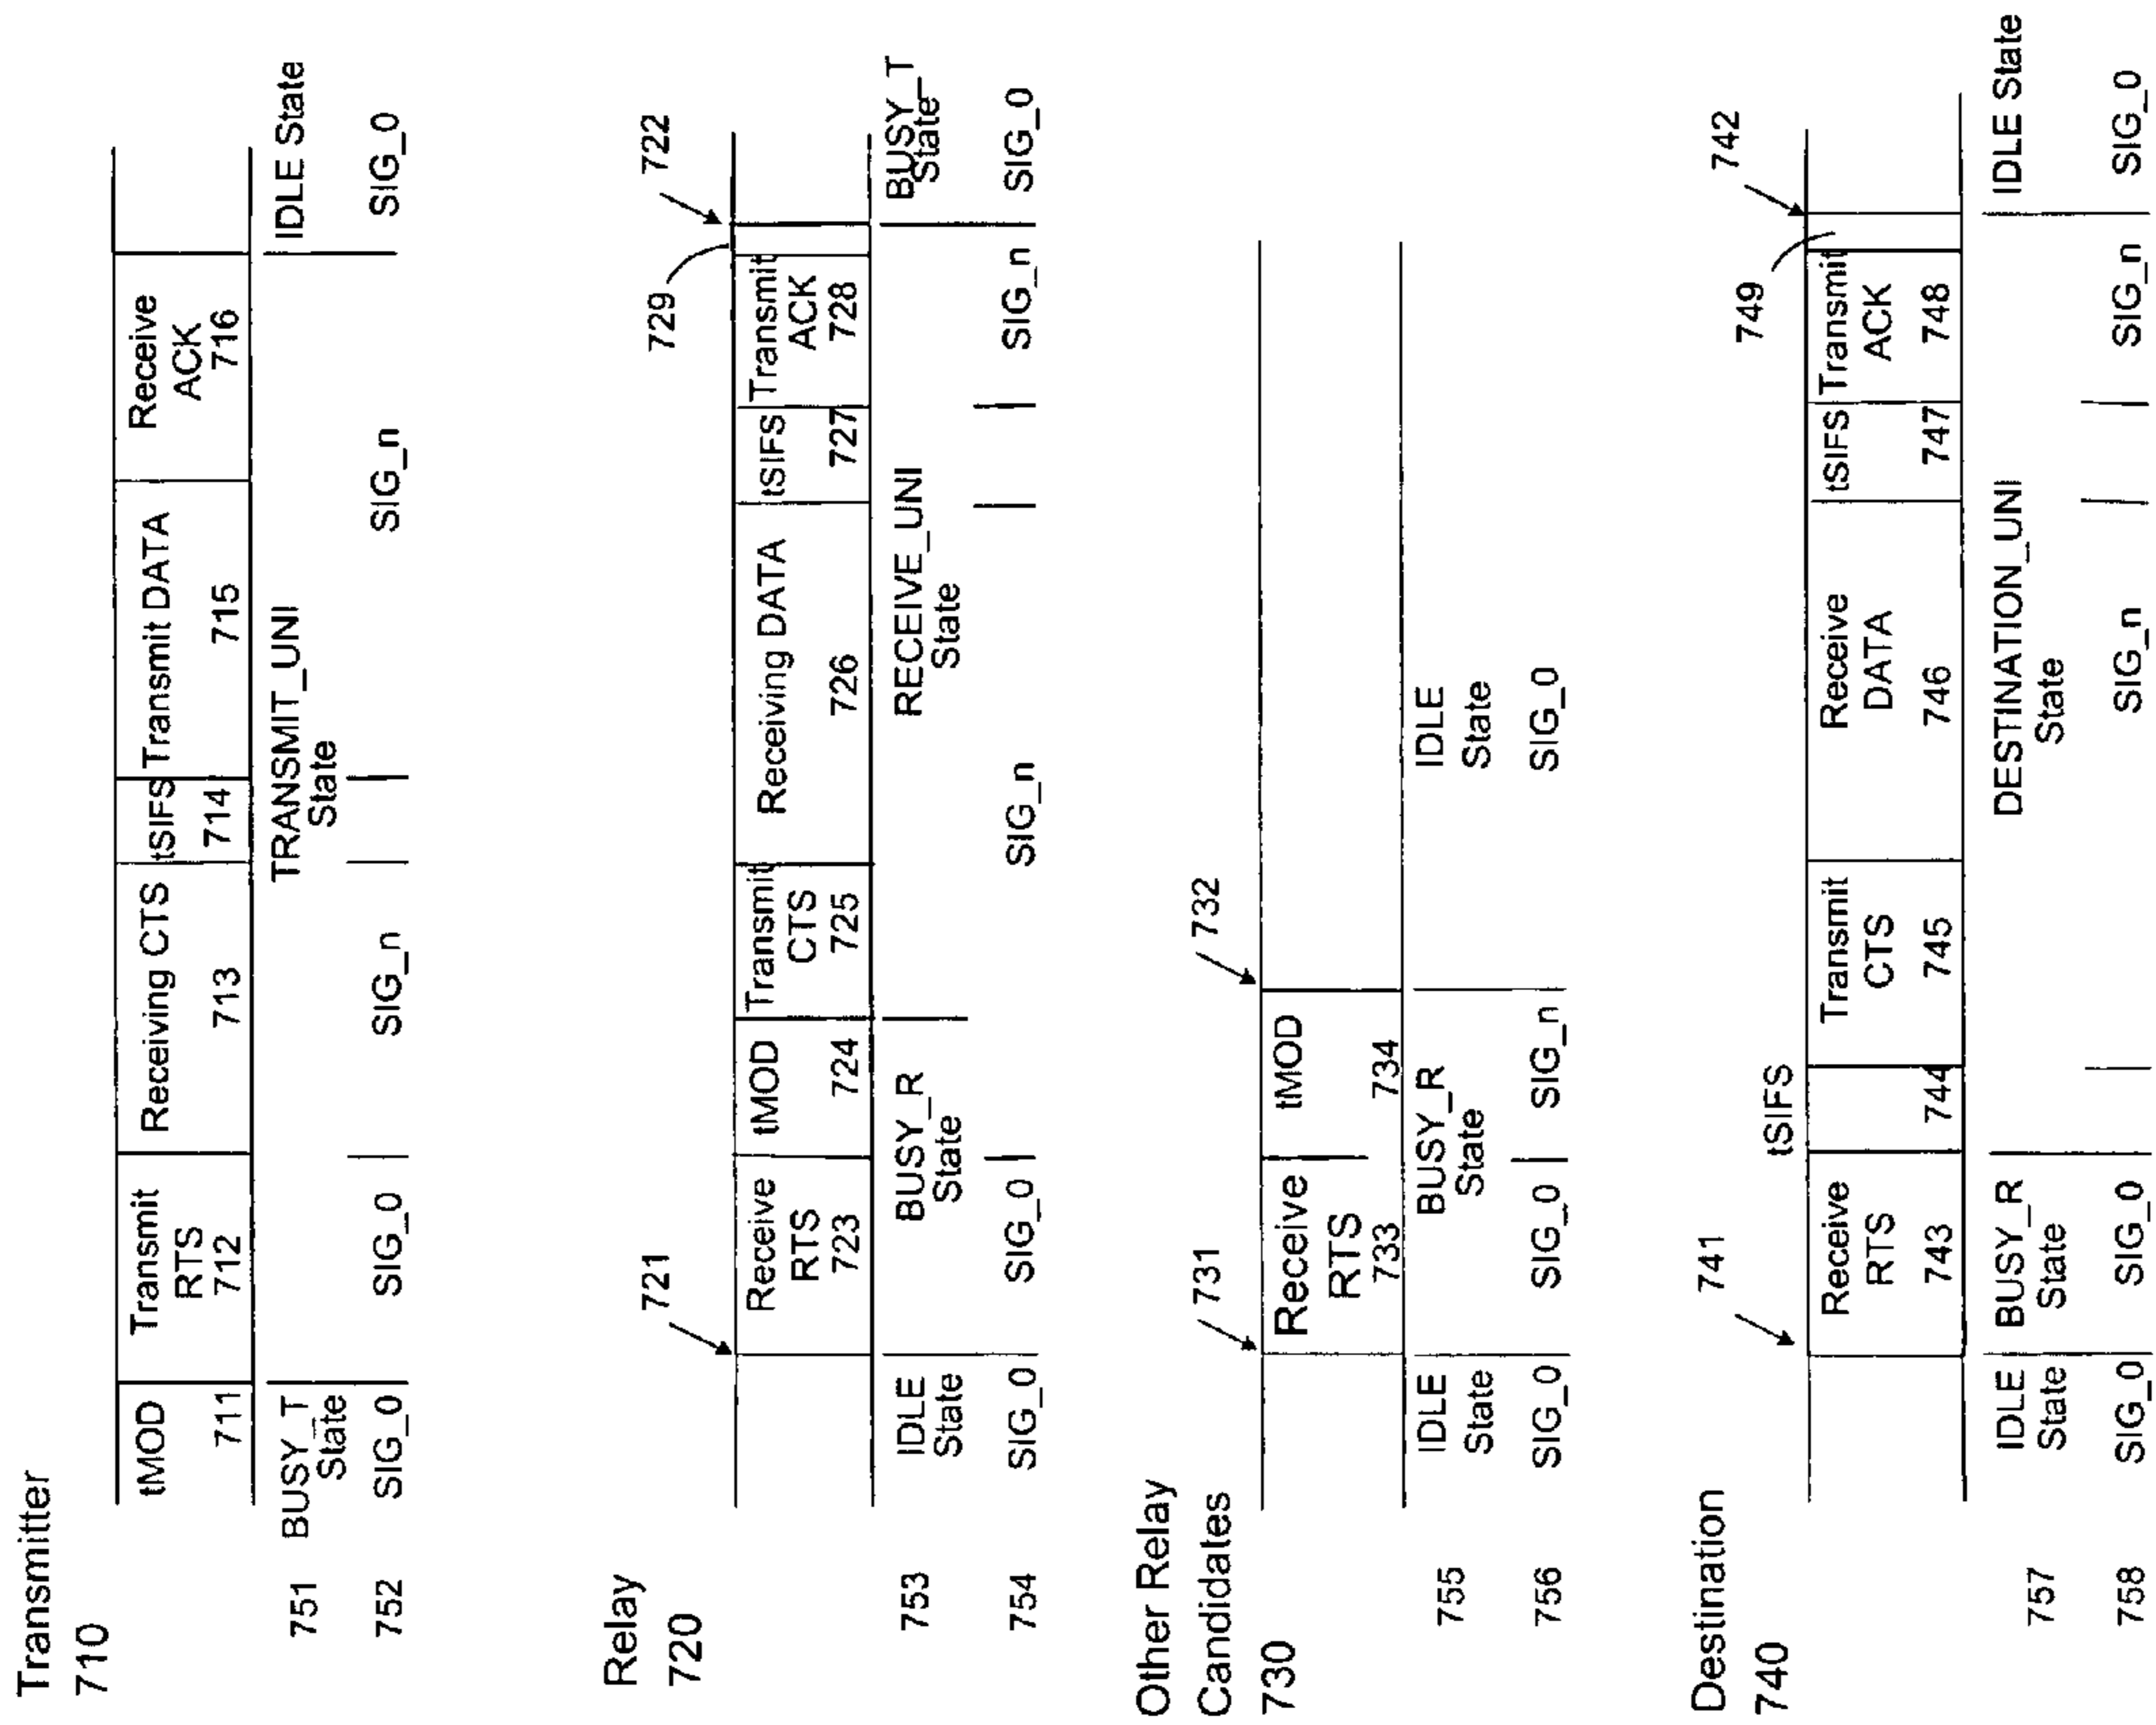 Transmitter
710
tMOD
711
Transmit
RTS
712
Receiving CTS
713
tSIFS
714
Transmit DATA
715
Receive
ACK
716
751
BUSY_T
State
TRANSMIT_UNI
State
IDLE State
752
SIG_0
SIG_0
SIG_n
SIG_n
SIG_0
Relay
720
721
729
722
Receive
RTS
723
tMOD
724
Transmit
CTS
725
Receiving DATA
726
tSIFS
727
Transmit
ACK
728
753
IDLE
State
BUSY_R
State
RECEIVE_UNI
State
BUSY_T
State
754
SIG_0
SIG_0
SIG_n
SIG_n
SIG_0
Other Relay
Candidates
730
731
732
Receive
RTS
733
tMOD
734
755
IDLE
State
BUSY_R
State
IDLE
State
756
SIG_0
SIG_0
SIG_n
SIG_0
Destination
740
741
tSIFS
749
742
Receive
RTS
743
744
Transmit
CTS
745
Receive
DATA
746
tSIFS
747
Transmit
ACK
748
757
IDLE
State
BUSY_R
State
DESTINATION_UNI
State
IDLE State
758
SIG_0
SIG_0
SIG_n
SIG_n
SIG_0